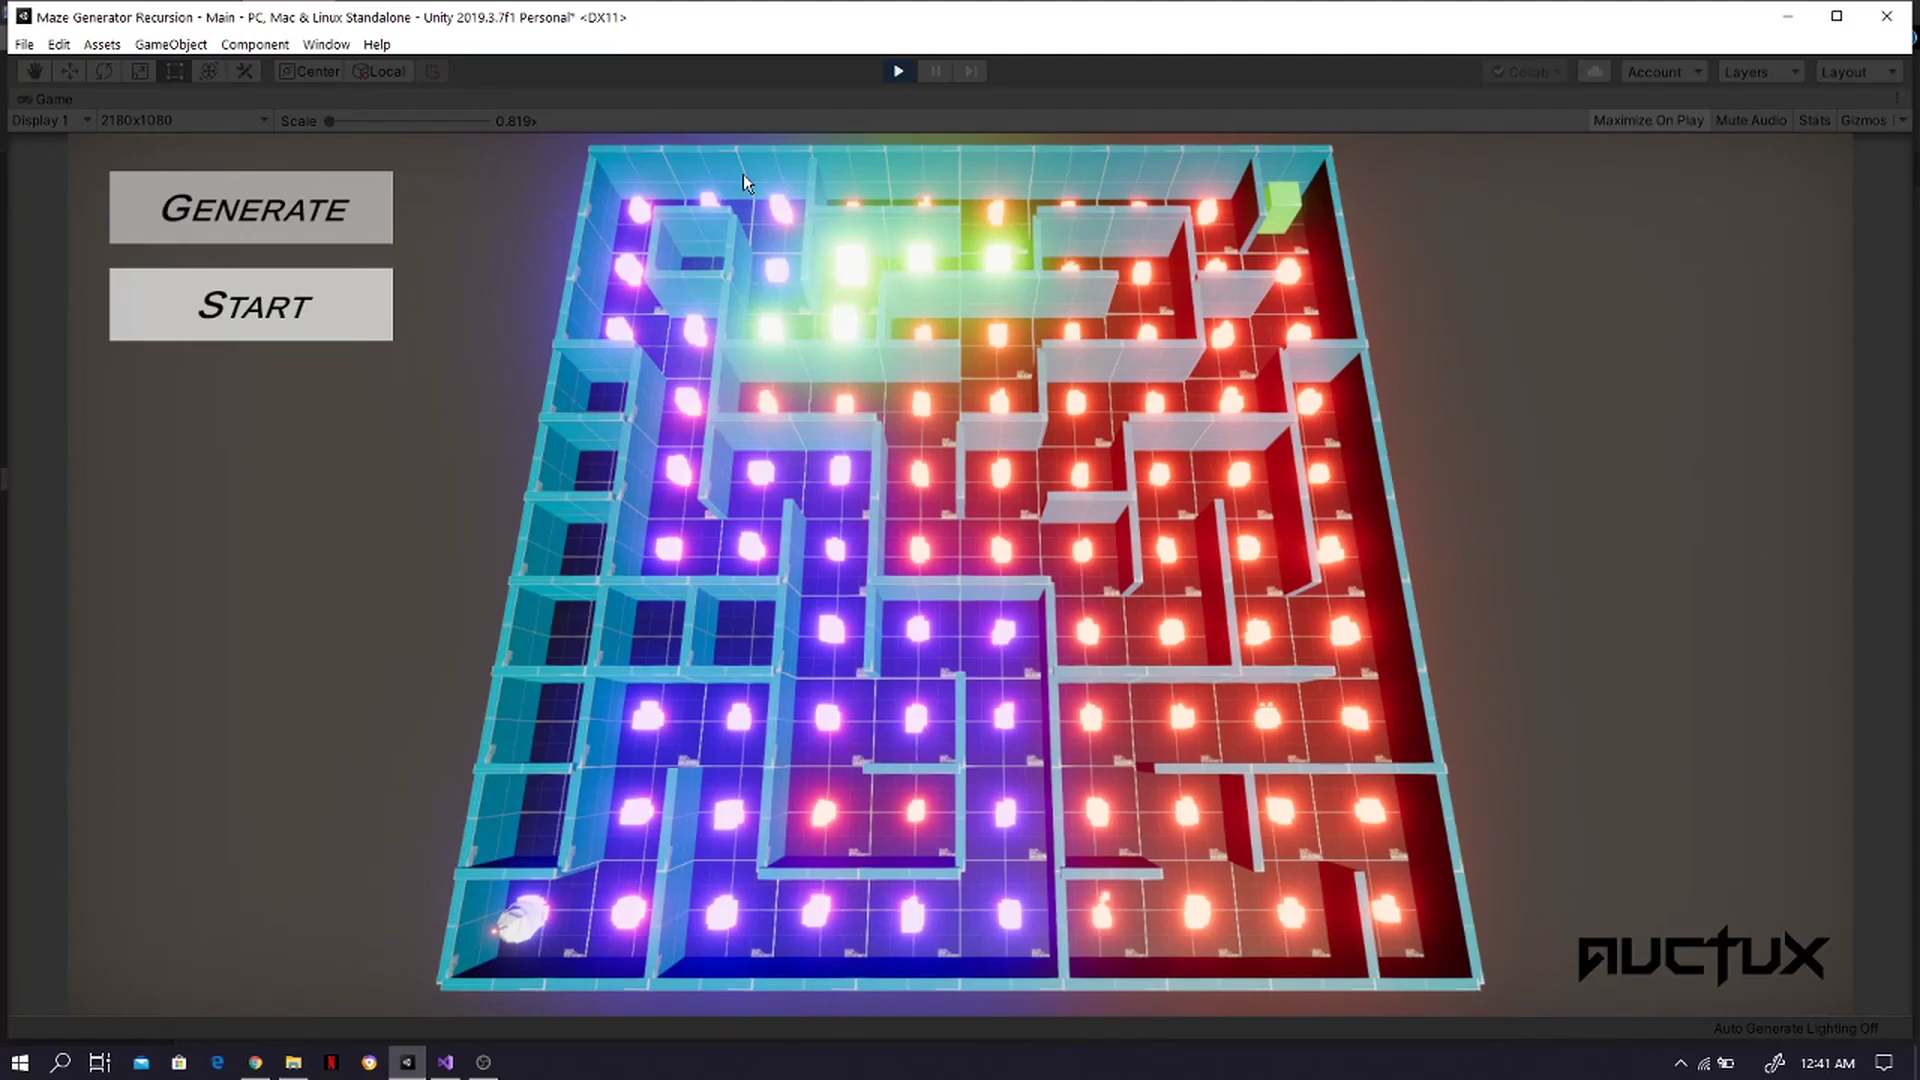 Maze Generator Recursion - Main - PC, Mac & Linux Standalone - Unity 2019.3.7f1 Personal* <DX11>
File Edit Assets GameObject Component Window Help
Center Local Collab Account Layers Layout
Game
Display 1 2180x1080 Scale 0.819x Maximize On Play Mute Audio Stats Gizmos
GENERATE
START
AUCTUX
Auto Generate Lighting Off
12:41 AM